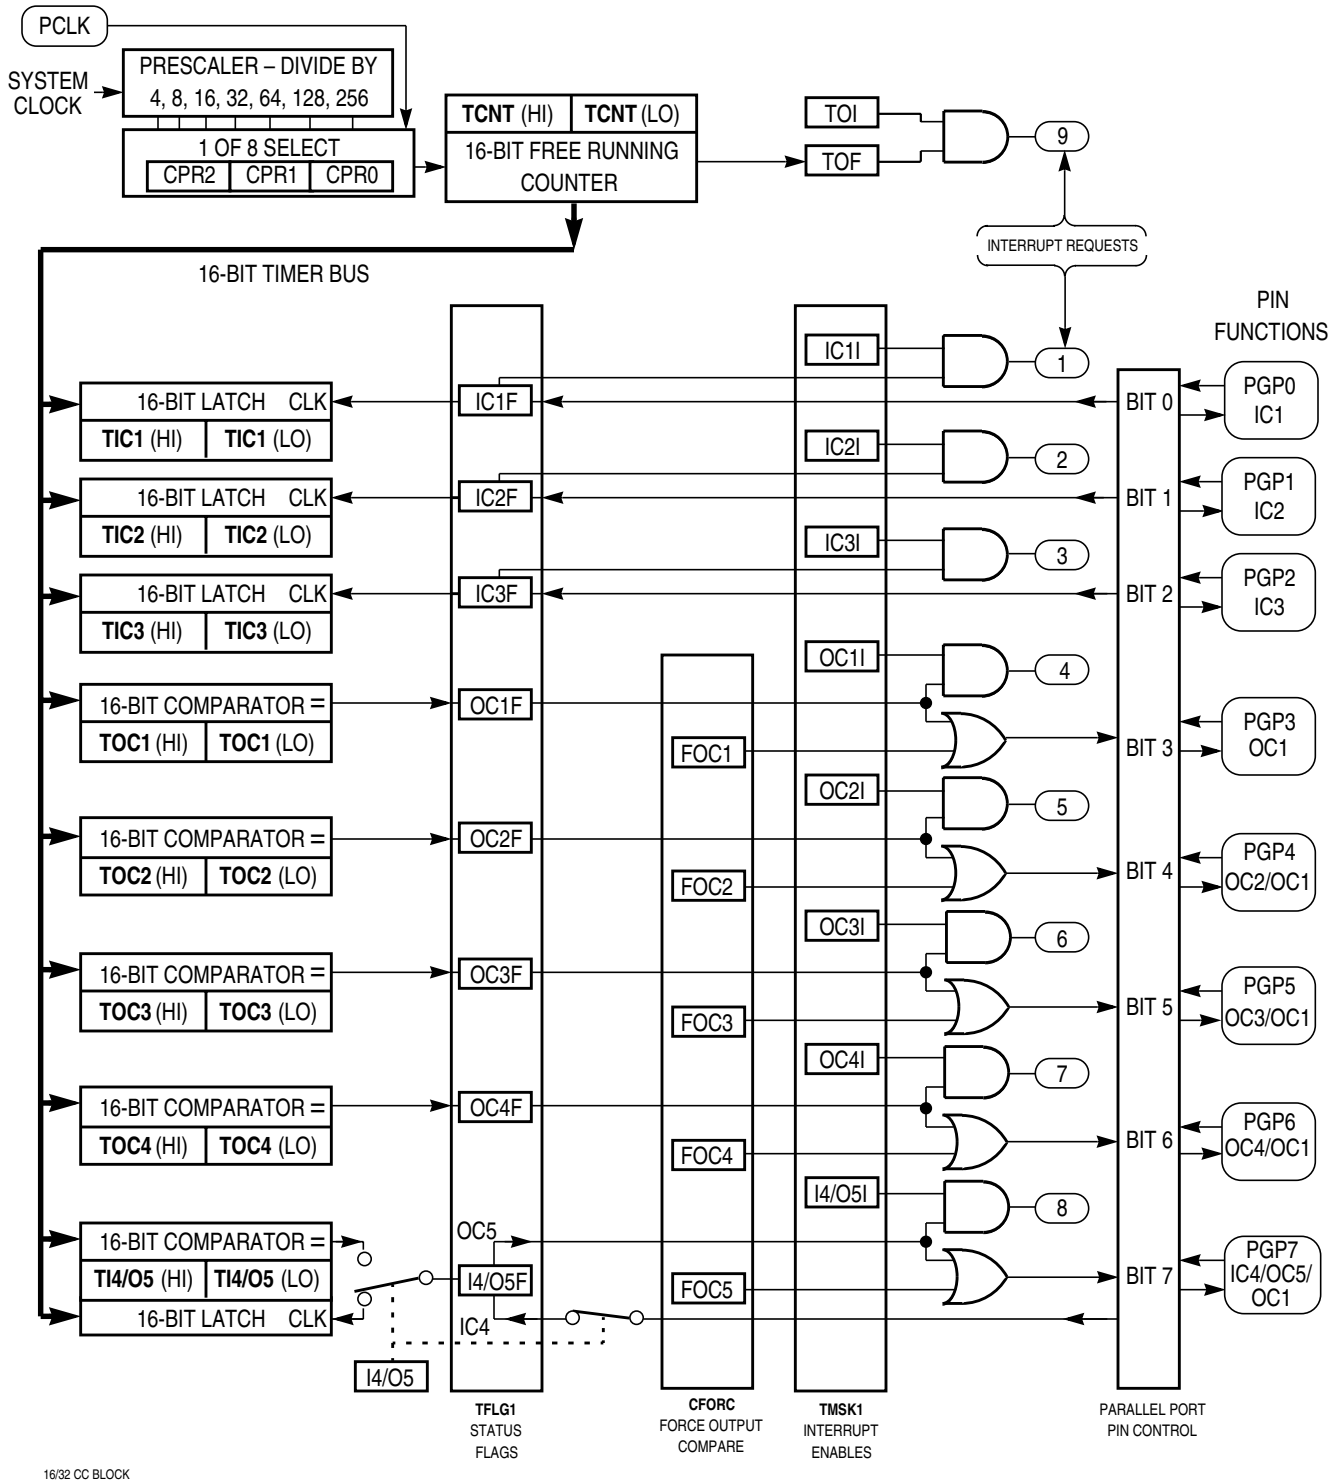 PCLK
SYSTEM
CLOCK
PRESCALER – DIVIDE BY
4, 8, 16, 32, 64, 128, 256
1 OF 8 SELECT
CPR2 CPR1 CPR0
TCNT (HI) TCNT (LO)
16-BIT FREE RUNNING
COUNTER
TOI
TOF
9
INTERRUPT REQUESTS
16-BIT TIMER BUS
PIN
FUNCTIONS
IC1I
1
16-BIT LATCH CLK
TIC1 (HI) TIC1 (LO)
IC1F
BIT 0
PGP0
IC1
IC2I
2
16-BIT LATCH CLK
TIC2 (HI) TIC2 (LO)
IC2F
BIT 1
PGP1
IC2
IC3I
3
16-BIT LATCH CLK
TIC3 (HI) TIC3 (LO)
IC3F
BIT 2
PGP2
IC3
OC1I
4
16-BIT COMPARATOR =
TOC1 (HI) TOC1 (LO)
OC1F
FOC1
BIT 3
PGP3
OC1
OC2I
5
16-BIT COMPARATOR =
TOC2 (HI) TOC2 (LO)
OC2F
FOC2
BIT 4
PGP4
OC2/OC1
OC3I
6
16-BIT COMPARATOR =
TOC3 (HI) TOC3 (LO)
OC3F
FOC3
BIT 5
PGP5
OC3/OC1
OC4I
7
16-BIT COMPARATOR =
TOC4 (HI) TOC4 (LO)
OC4F
FOC4
BIT 6
PGP6
OC4/OC1
I4/O5I
8
16-BIT COMPARATOR =
TI4/O5 (HI) TI4/O5 (LO)
16-BIT LATCH CLK
OC5
I4/O5F
IC4
FOC5
BIT 7
PGP7
IC4/OC5/
OC1
I4/O5
TFLG1
STATUS
FLAGS
CFORC
FORCE OUTPUT
COMPARE
TMSK1
INTERRUPT
ENABLES
PARALLEL PORT
PIN CONTROL
16/32 CC BLOCK